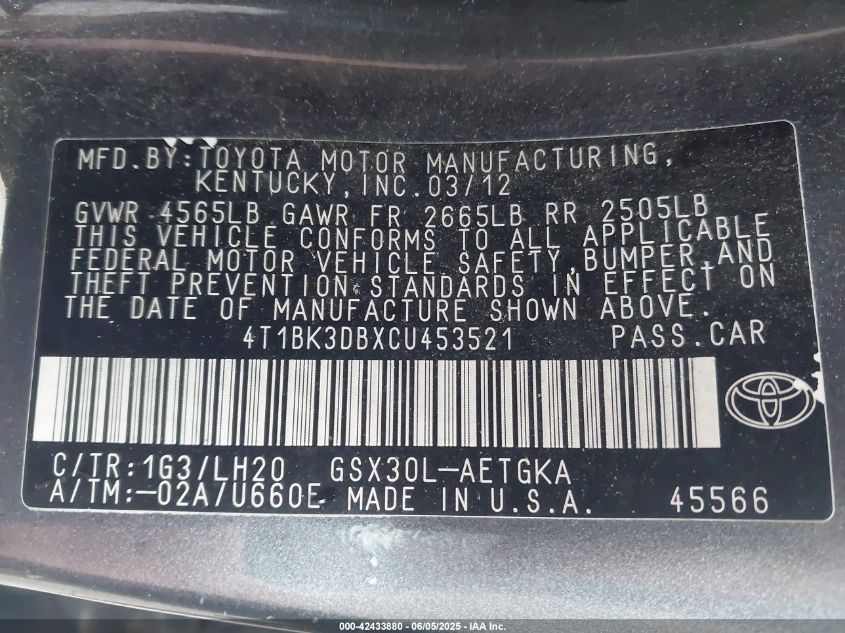 MFD.BY:TOYOTA MOTOR MANUFACTURING,
KENTUCKY,INC.03/12
GVWR 4565LB GAWR FR 2665LB RR 2505LB
THIS VEHICLE CONFORMS TO ALL APPLICABLE
FEDERAL MOTOR VEHICLE SAFETY,BUMPER,AND
THEFT PREVENTION STANDARDS IN EFFECT ON
THE DATE OF MANUFACTURE SHOWN ABOVE.
4T1BK3DBXCU453521 PASS.CAR
C/TR:1G3/LH20 GSX30L-AETGKA
A/TM:-02A/U660E MADE IN U.S.A. 45566
000-42433880 - 06/05/2025 - IAA Inc.